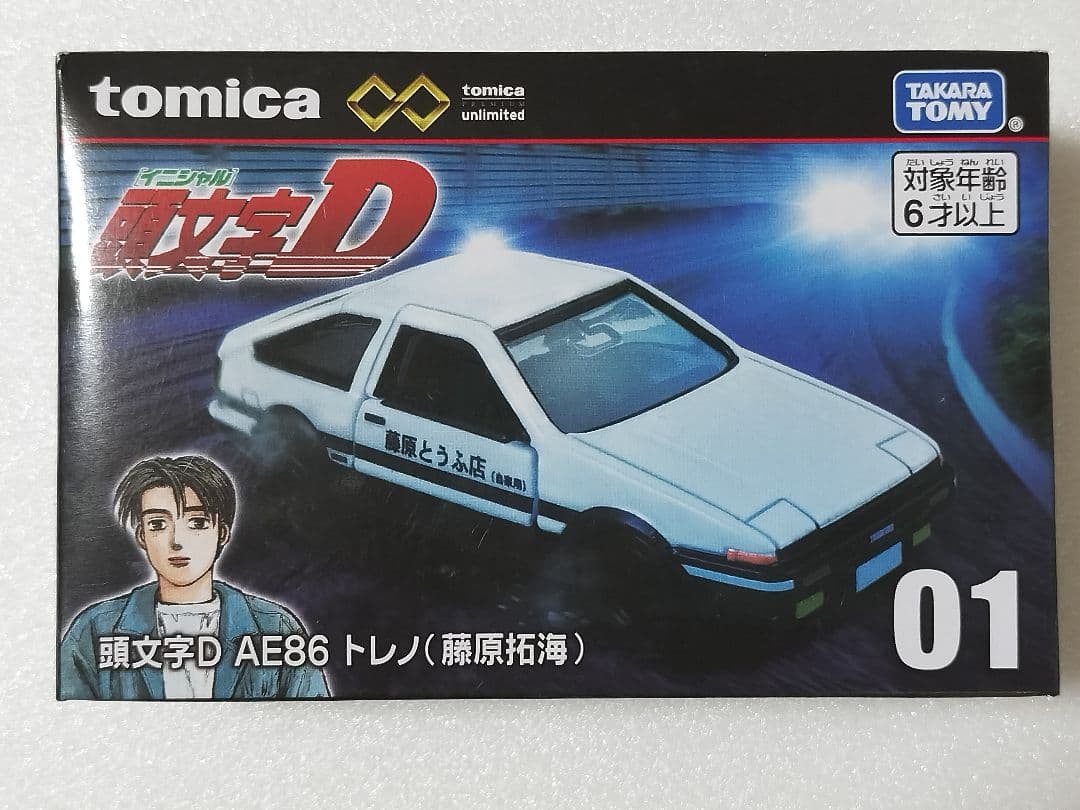 tomica
tomica
PREMIUM
unlimited
TAKARA
TOMY
®
たい しょう ねん れい
対象年齢
さい い じょう
6才以上
[イニシャル]
頭文字D
藤原とうふ店(自家用)
頭文字D AE86 トレノ(藤原拓海)
01